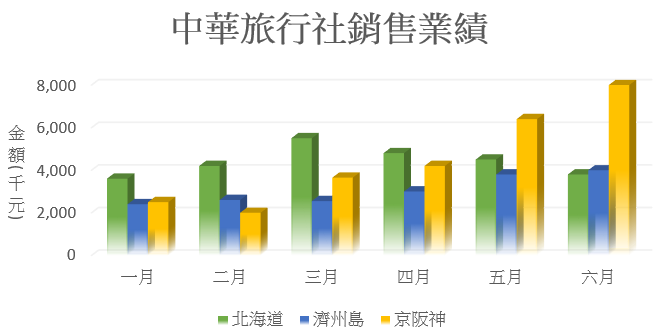 中華旅行社銷售業績
金額(千元)
8,000
6,000
4,000
2,000
0
一月 二月 三月 四月 五月 六月
北海道 濟州島 京阪神